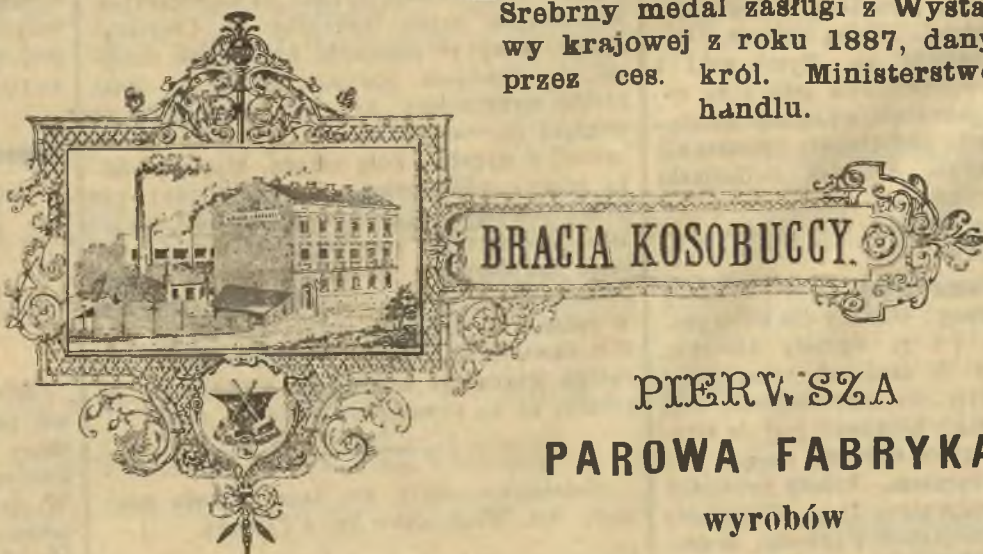 Srebrny medal zasługi z Wysta-
wy krajowej z roku 1887, dany
przez ces. król. Ministerstwo
handlu.
BRACIA KOSOBUCCY.
PIERWSZA
PAROWA FABRYKA
wyrobów